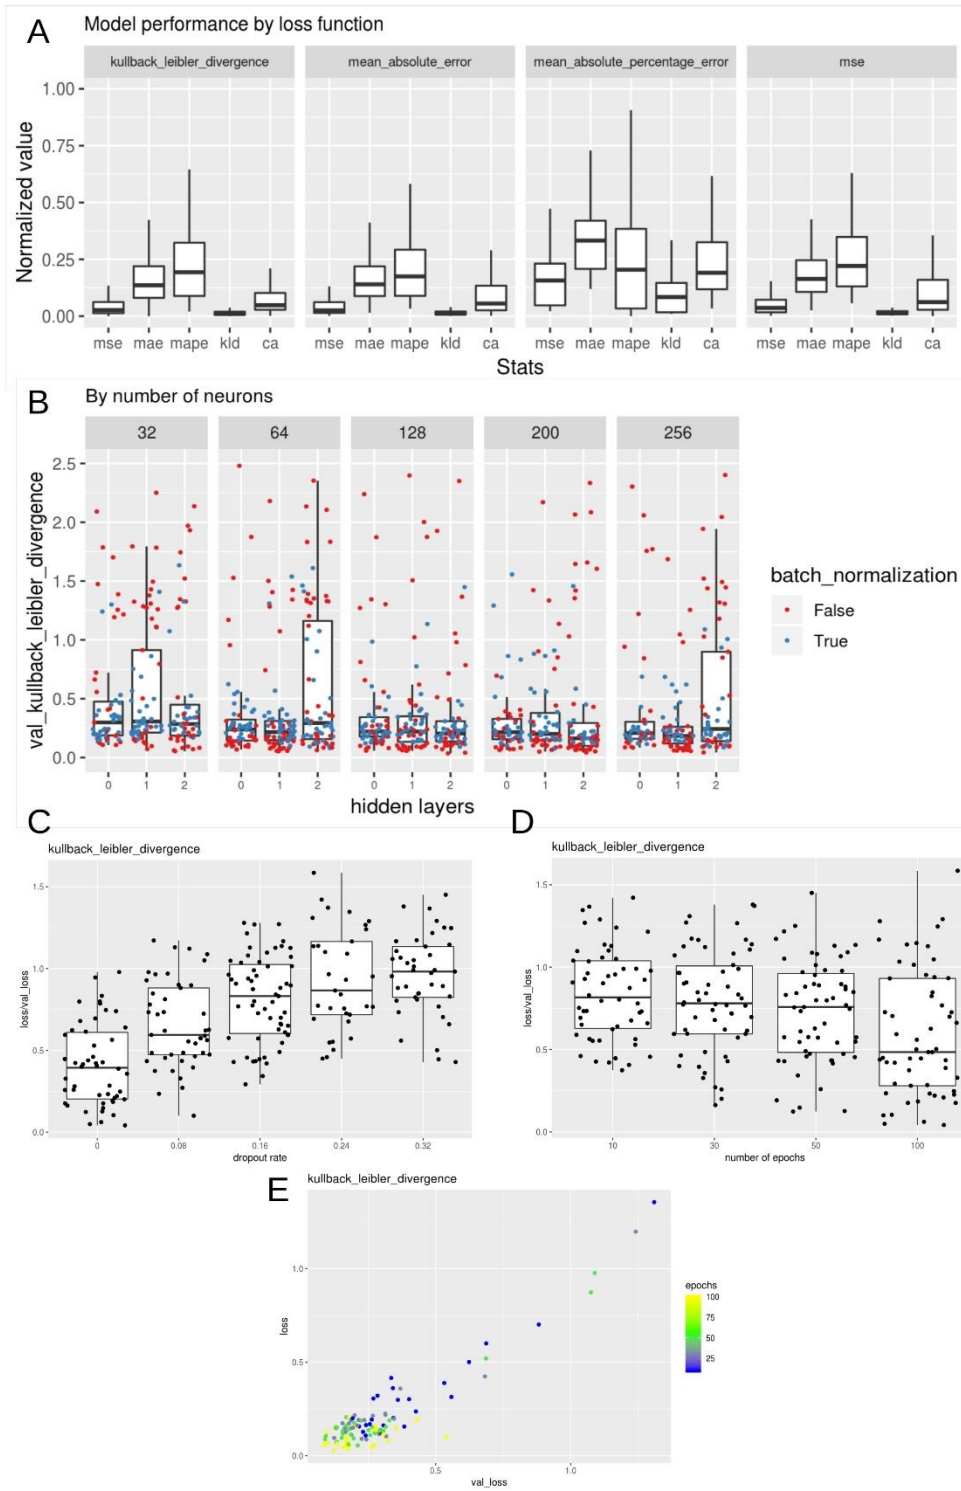 A
Model performance by loss function
kullback_leibler_divergence mean_absolute_error mean_absolute_percentage_error mse
Normalized value
1.00
0.75
0.50
0.25
0.00
mse mae mape kld ca mse mae mape kld ca mse mae mape kld ca mse mae mape kld ca
Stats
B
By number of neurons
32 64 128 200 256
val_kullback_leibler_divergence
2.5
2.0
1.5
1.0
0.5
0.0
0 1 2 0 1 2 0 1 2 0 1 2 0 1 2
hidden layers
batch_normalization
False
True
C
kullback_leibler_divergence
loss/val_loss
1.5
1.0
0.5
0.0
0 0.08 0.16 0.24 0.32
dropout rate
D
kullback_leibler_divergence
loss/val_loss
1.5
1.0
0.5
0.0
10 30 50 100
number of epochs
E
kullback_leibler_divergence
loss
1.0
0.5
0.0
0.5 1.0
val_loss
epochs
100
75
50
25